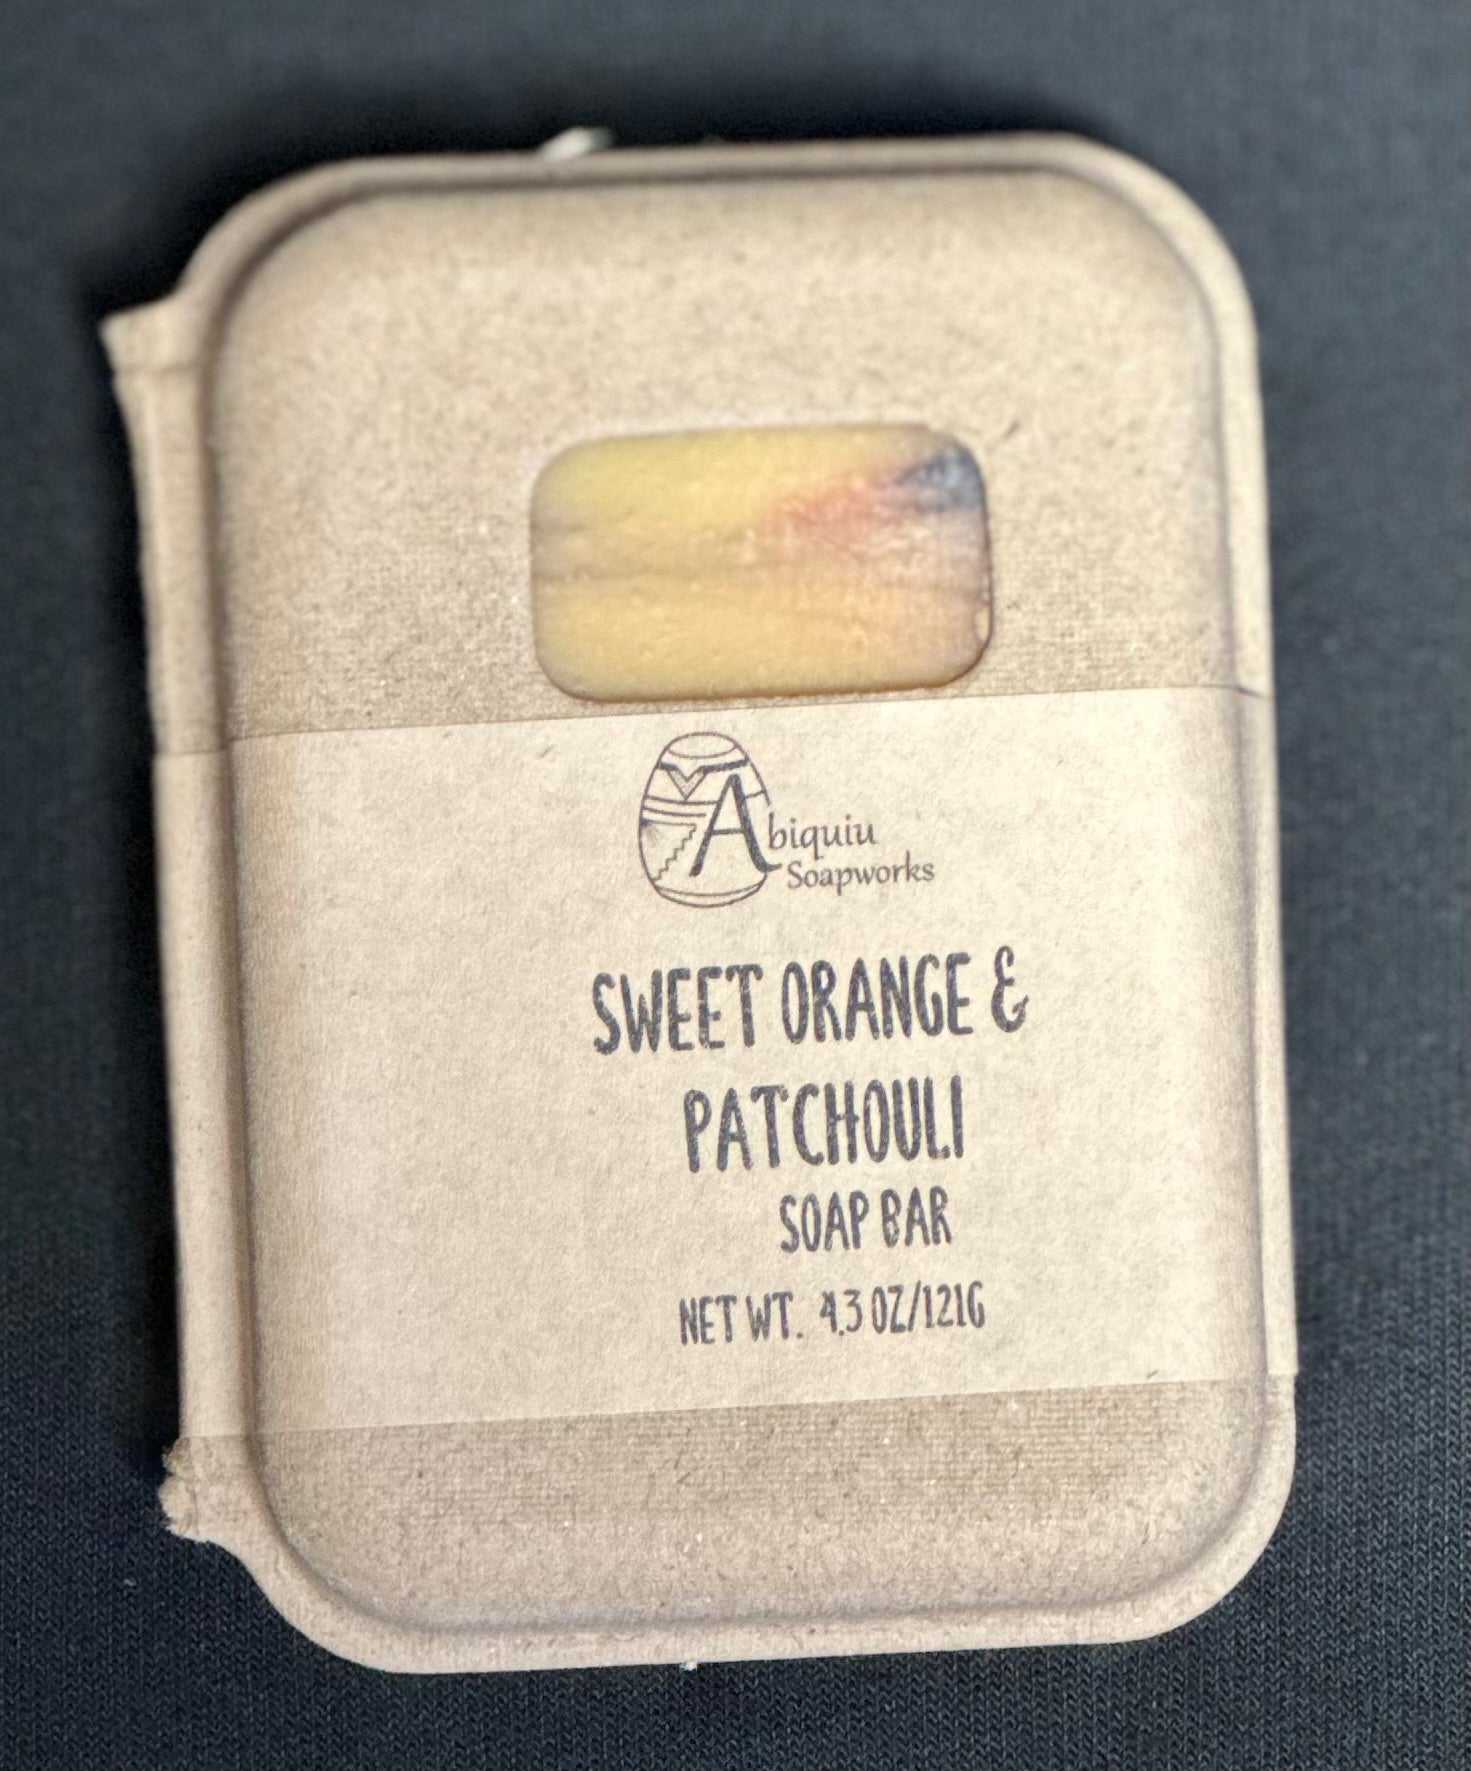 Abiquiu
Soapworks
SWEET ORANGE &
PATCHOULI
SOAP BAR
NET WT. 4.3 OZ/121G